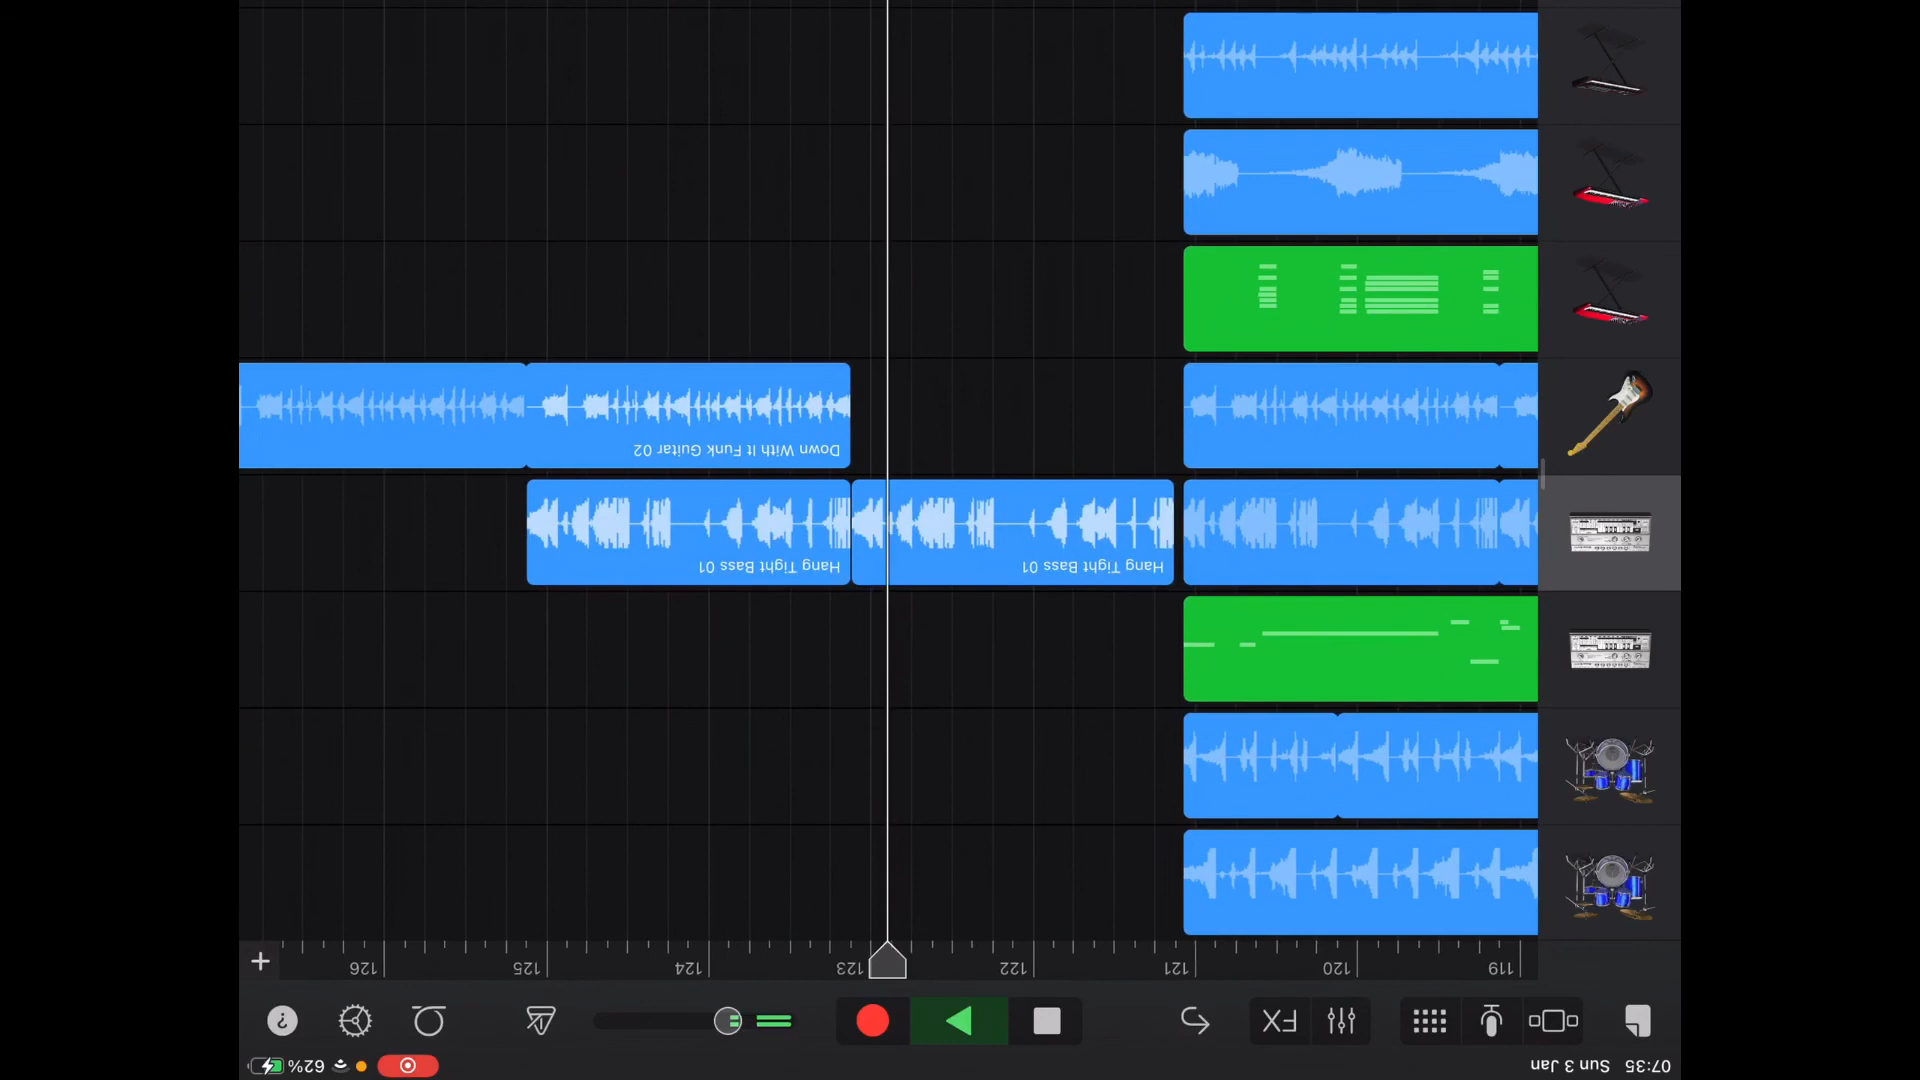 07:35 Sun 3 Jan 62%
FX
119 120 121 122 123 124 125 126
Hang Tight Bass 01 Hang Tight Bass 01
Down With It Funk Guitar 02